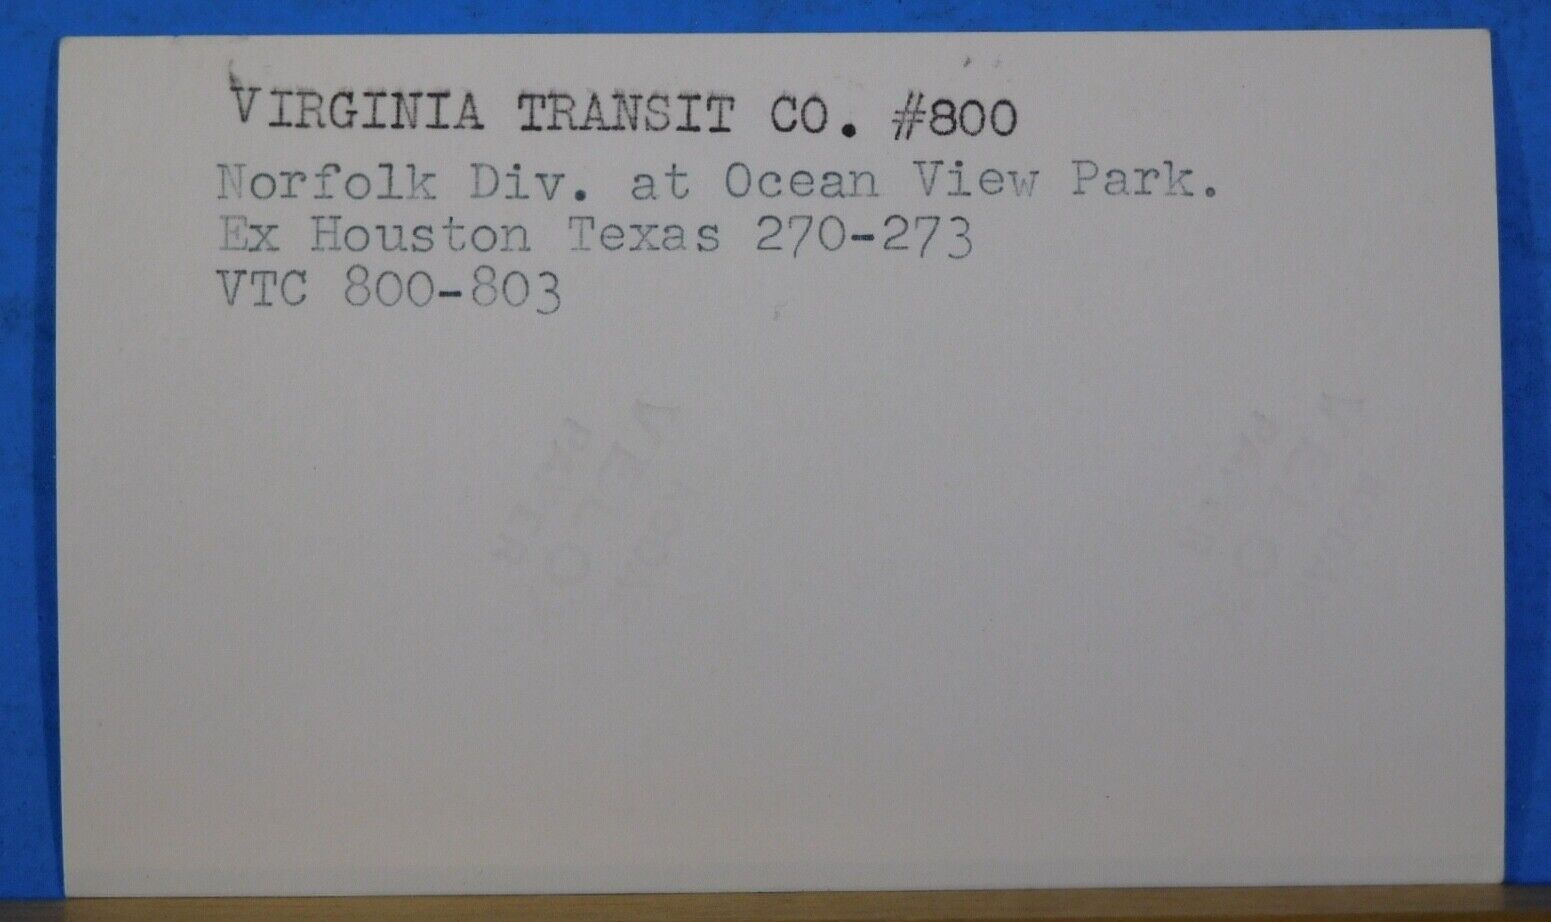 VIRGINIA TRANSIT CO. #800
Norfolk Div. at Ocean View Park.
Ex Houston Texas 270-273
VTC 800-803